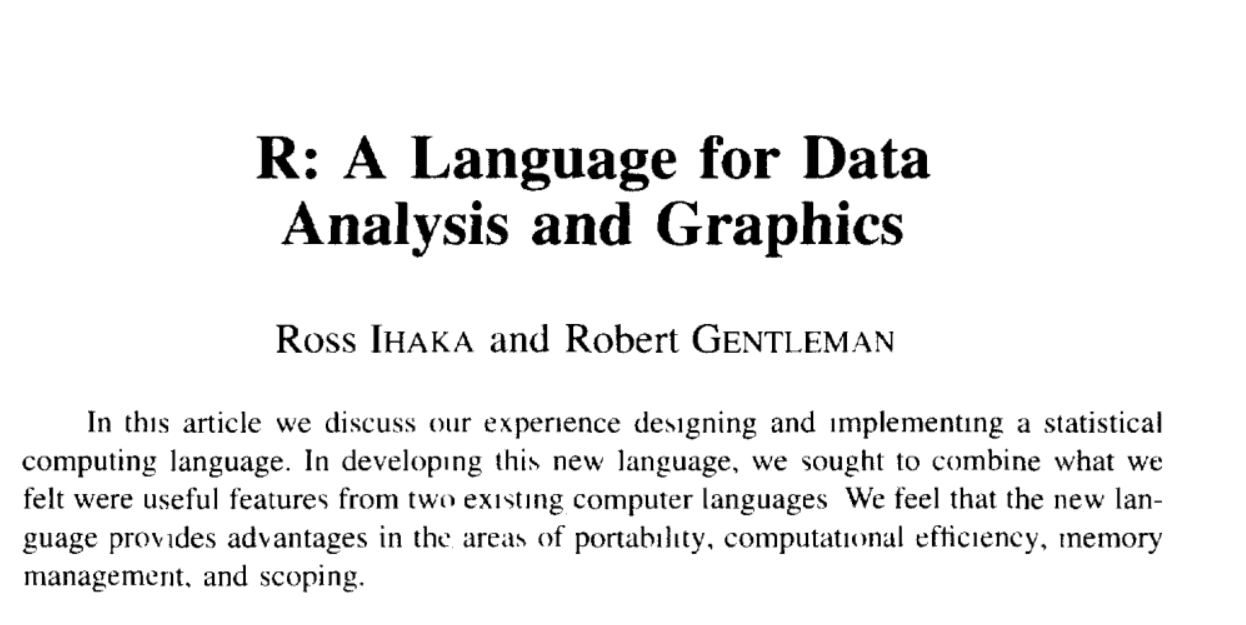 R: A Language for Data
Analysis and Graphics
Ross IHAKA and Robert GENTLEMAN
In this article we discuss our experience designing and implementing a statistical
computing language. In developing this new language, we sought to combine what we
felt were useful features from two existing computer languages We feel that the new lan-
guage provides advantages in the areas of portability, computational efficiency, memory
management, and scoping.